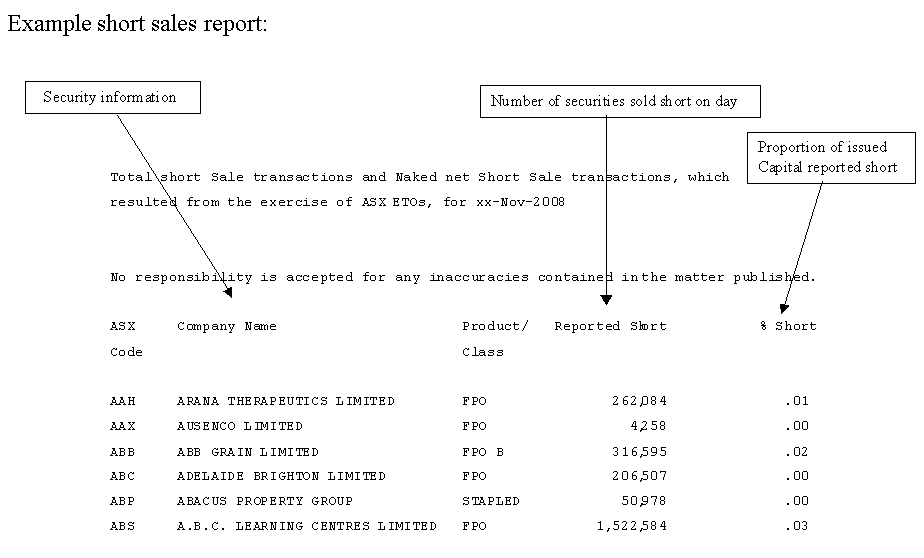 Example short sales report:
Security information
Number of securities sold short on day
Proportion of issued
Capital reported short
Total short Sale transactions and Naked net Short Sale transactions, which
resulted from the exercise of ASX ETOs, for xx-Nov-2008
No responsibility is accepted for any inaccuracies contained in the matter published.
ASX Company Name Product/ Reported Short % Short
Code Class
AAH ARANA THERAPEUTICS LIMITED FPO 262,084 .01
AAX AUSENCO LIMITED FPO 4,258 .00
ABB ABB GRAIN LIMITED FPO B 316,595 .02
ABC ADELAIDE BRIGHTON LIMITED FPO 206,507 .00
ABP ABACUS PROPERTY GROUP STAPLED 50,978 .00
ABS A.B.C. LEARNING CENTRES LIMITED FPO 1,522,584 .03